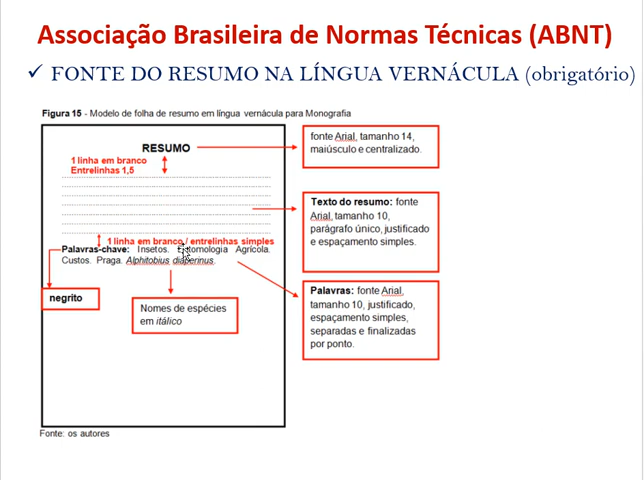 Associação Brasileira de Normas Técnicas (ABNT)
✓ FONTE DO RESUMO NA LÍNGUA VERNÁCULA (obrigatório)
Figura 15 - Modelo de folha de resumo em língua vernácula para Monografia
RESUMO
1 linha em branco
Entrelinhas 1,5
1 linha em branco / entrelinhas simples
Palavras-chave: Insetos. Entomologia Agrícola.
Custos. Praga. Alphitobius diaperinus.
negrito
Nomes de espécies
em itálico
fonte Arial, tamanho 14,
maiúsculo e centralizado.
Texto do resumo: fonte
Arial, tamanho 10,
parágrafo único, justificado
e espaçamento simples.
Palavras: fonte Arial,
tamanho 10, justificado,
espaçamento simples,
separadas e finalizadas
por ponto.
Fonte: os autores